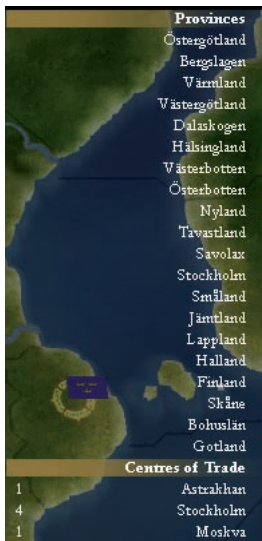 Provinces
Östergötland
Bergslagen
Värmland
Västergötland
Dalaskogen
Hälsingland
Västerbotten
Österbotten
Nyland
Tavastland
Savolax
Stockholm
Småland
Jämtland
Lappland
Halland
Finland
Skåne
Bohuslän
Gotland
Centres of Trade
1 Astrakhan
4 Stockholm
1 Moskva